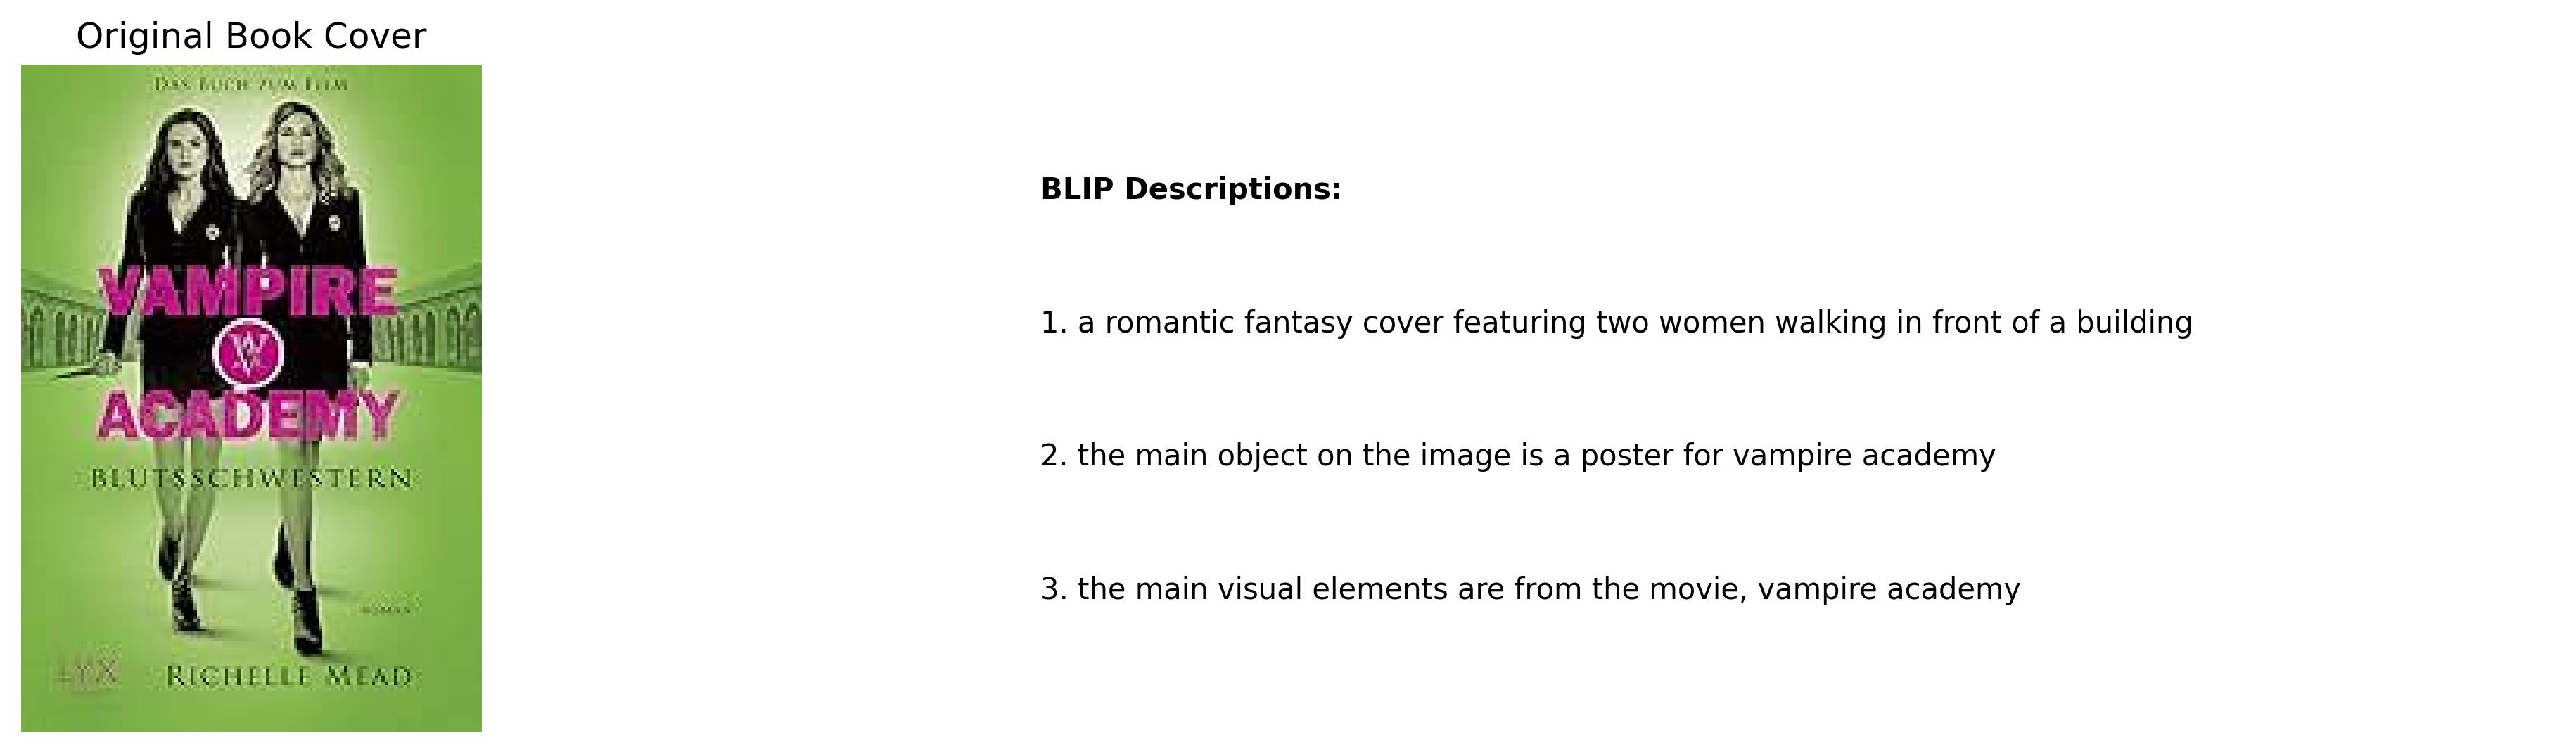 Original Book Cover
DAS BUCH ZUM FILM
VAMPIRE
VA
ACADEMY
BLUTSSCHWESTERN
ROMAN
LYX
RICHELLE MEAD
BLIP Descriptions:
1. a romantic fantasy cover featuring two women walking in front of a building
2. the main object on the image is a poster for vampire academy
3. the main visual elements are from the movie, vampire academy